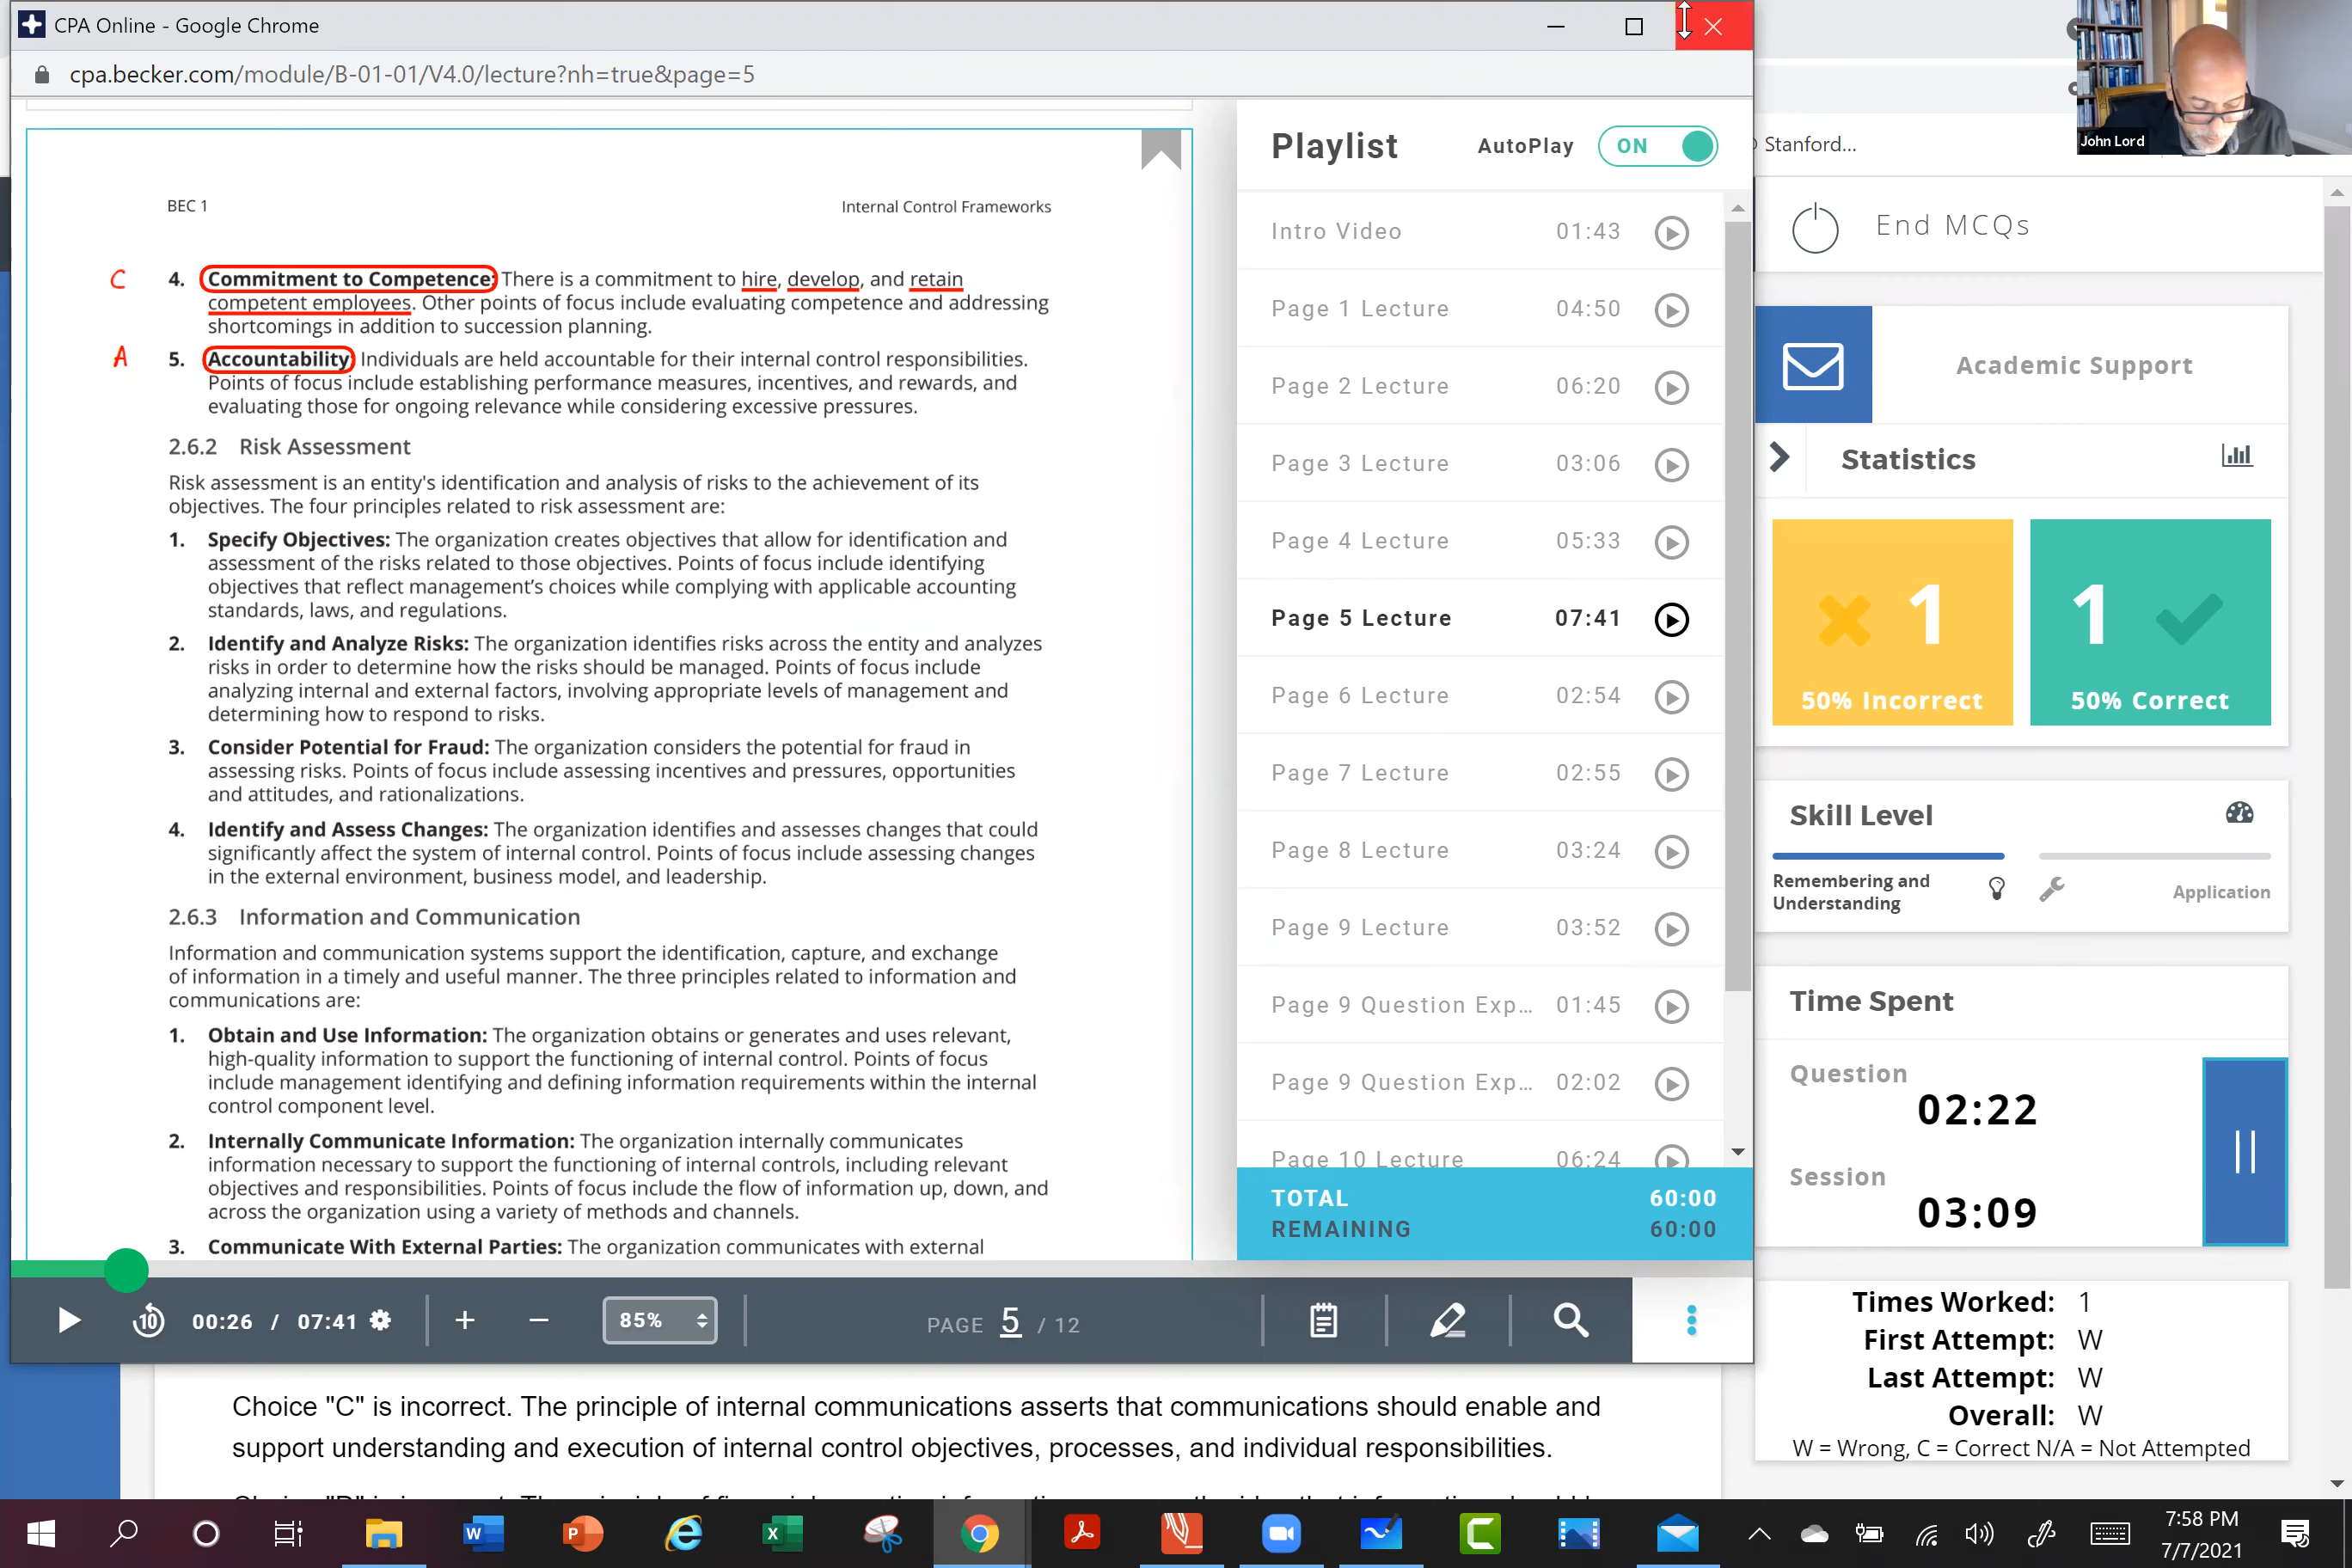 CPA Online - Google Chrome
cpa.becker.com/module/B-01-01/V4.0/lecture?nh=true&page=5
BEC 1
Internal Control Frameworks
C
4. Commitment to Competence: There is a commitment to hire, develop, and retain
competent employees. Other points of focus include evaluating competence and addressing
shortcomings in addition to succession planning.
A
5. Accountability: Individuals are held accountable for their internal control responsibilities.
Points of focus include establishing performance measures, incentives, and rewards, and
evaluating those for ongoing relevance while considering excessive pressures.
2.6.2 Risk Assessment
Risk assessment is an entity's identification and analysis of risks to the achievement of its
objectives. The four principles related to risk assessment are:
1. Specify Objectives: The organization creates objectives that allow for identification and
assessment of the risks related to those objectives. Points of focus include identifying
objectives that reflect management's choices while complying with applicable accounting
standards, laws, and regulations.
2. Identify and Analyze Risks: The organization identifies risks across the entity and analyzes
risks in order to determine how the risks should be managed. Points of focus include
analyzing internal and external factors, involving appropriate levels of management and
determining how to respond to risks.
3. Consider Potential for Fraud: The organization considers the potential for fraud in
assessing risks. Points of focus include assessing incentives and pressures, opportunities
and attitudes, and rationalizations.
4. Identify and Assess Changes: The organization identifies and assesses changes that could
significantly affect the system of internal control. Points of focus include assessing changes
in the external environment, business model, and leadership.
2.6.3 Information and Communication
Information and communication systems support the identification, capture, and exchange
of information in a timely and useful manner. The three principles related to information and
communications are:
1. Obtain and Use Information: The organization obtains or generates and uses relevant,
high-quality information to support the functioning of internal control. Points of focus
include management identifying and defining information requirements within the internal
control component level.
2. Internally Communicate Information: The organization internally communicates
information necessary to support the functioning of internal controls, including relevant
objectives and responsibilities. Points of focus include the flow of information up, down, and
across the organization using a variety of methods and channels.
3. Communicate With External Parties: The organization communicates with external
10 00:26 / 07:41 + − 85% PAGE 5 / 12
Playlist AutoPlay ON
Intro Video 01:43
Page 1 Lecture 04:50
Page 2 Lecture 06:20
Page 3 Lecture 03:06
Page 4 Lecture 05:33
Page 5 Lecture 07:41
Page 6 Lecture 02:54
Page 7 Lecture 02:55
Page 8 Lecture 03:24
Page 9 Lecture 03:52
Page 9 Question Exp... 01:45
Page 9 Question Exp... 02:02
Page 10 Lecture 06:24
TOTAL 60:00
REMAINING 60:00
John Lord
Stanford...
End MCQs
Academic Support
Statistics
1
50% Incorrect
1
50% Correct
Skill Level
Remembering and
Understanding
Application
Time Spent
Question
02:22
Session
03:09
Times Worked: 1
First Attempt: W
Last Attempt: W
Overall: W
W = Wrong, C = Correct N/A = Not Attempted
Choice "C" is incorrect. The principle of internal communications asserts that communications should enable and
support understanding and execution of internal control objectives, processes, and individual responsibilities.
7:58 PM
7/7/2021